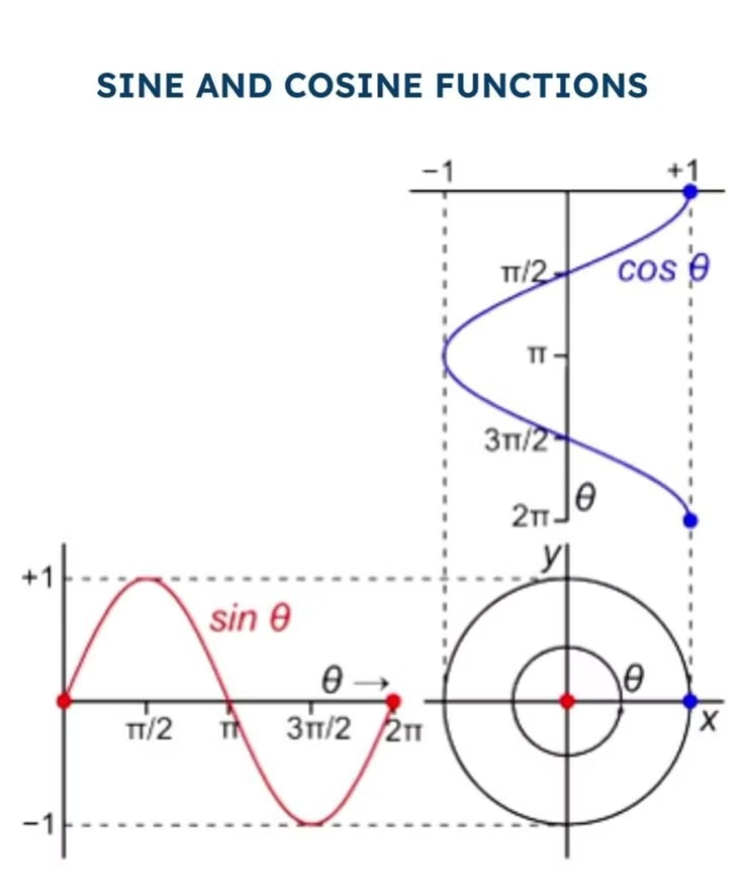 SINE AND COSINE FUNCTIONS
−1 +1
π/2 cos θ
π
3π/2
θ
2π
y
+1
sin θ
θ → θ
π/2 π 3π/2 2π x
−1